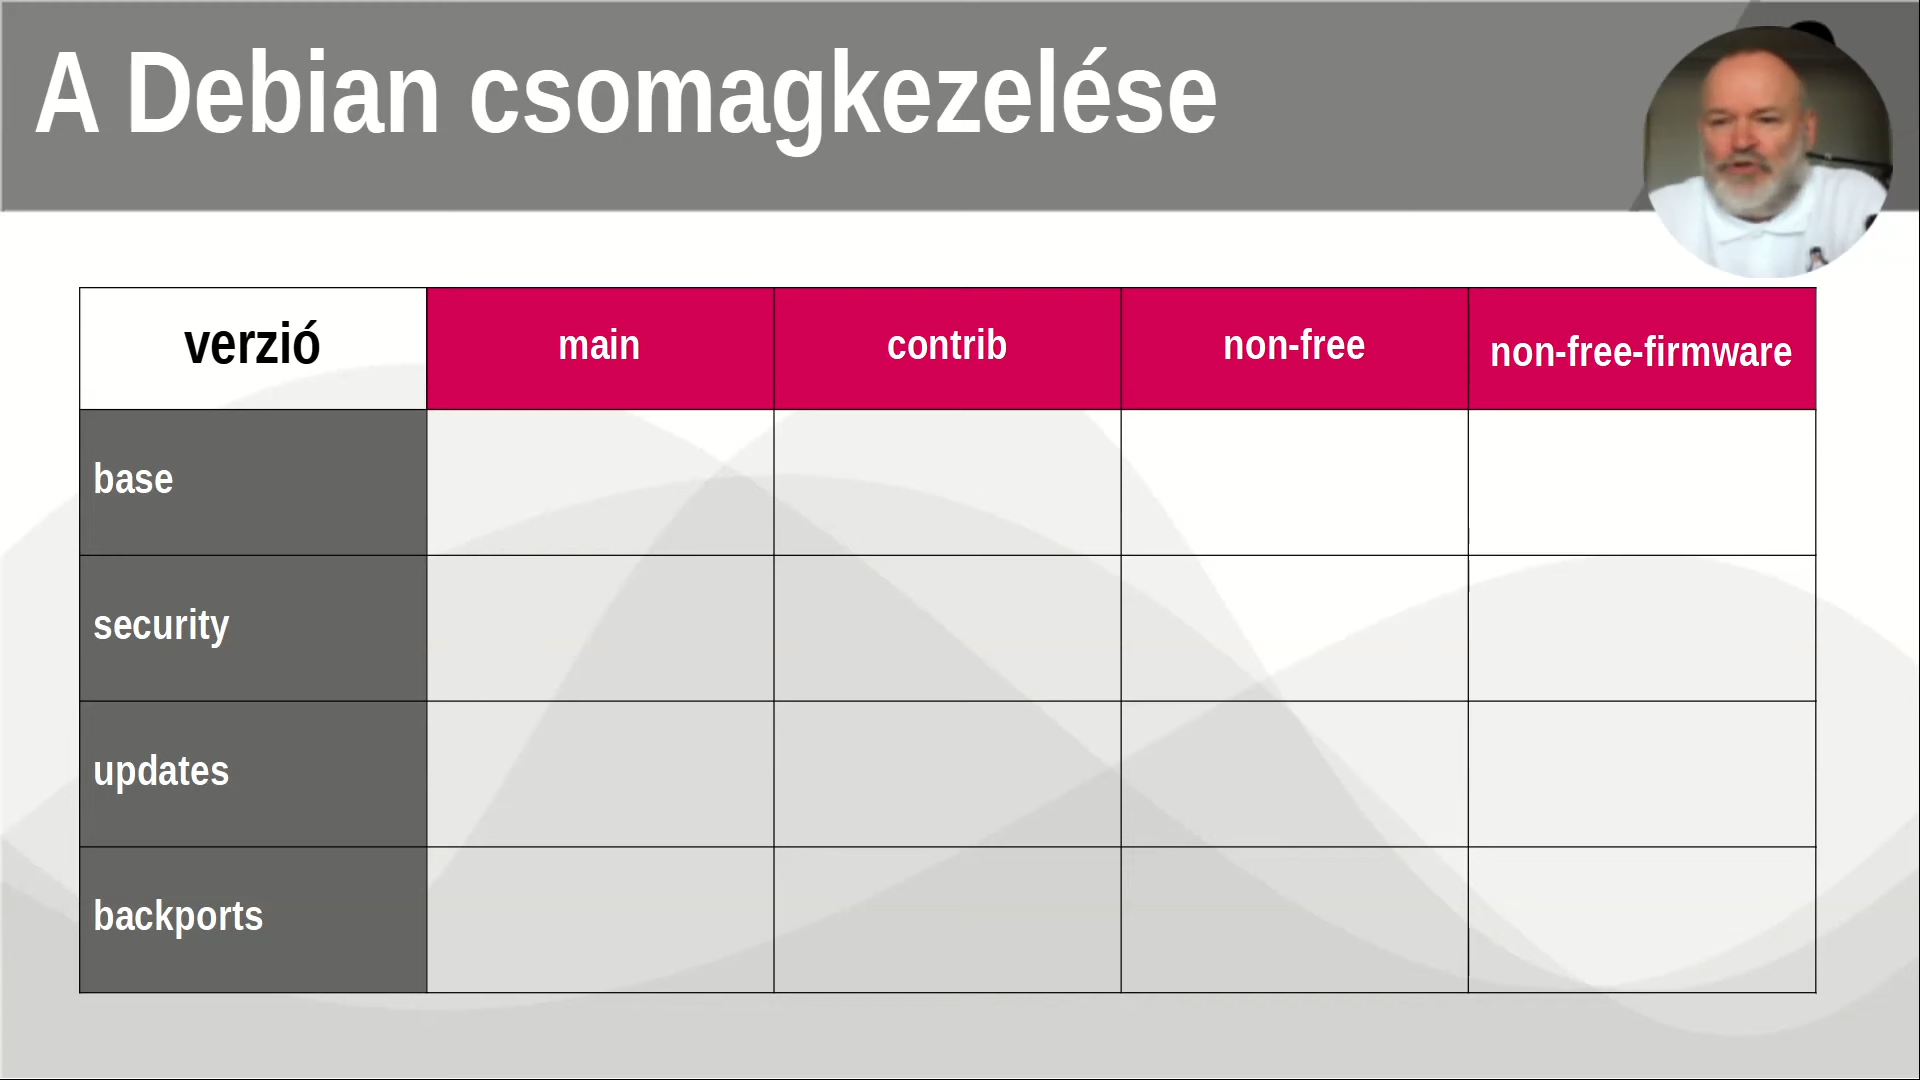 A Debian csomagkezelése
verzió main contrib non-free non-free-firmware
base
security
updates
backports